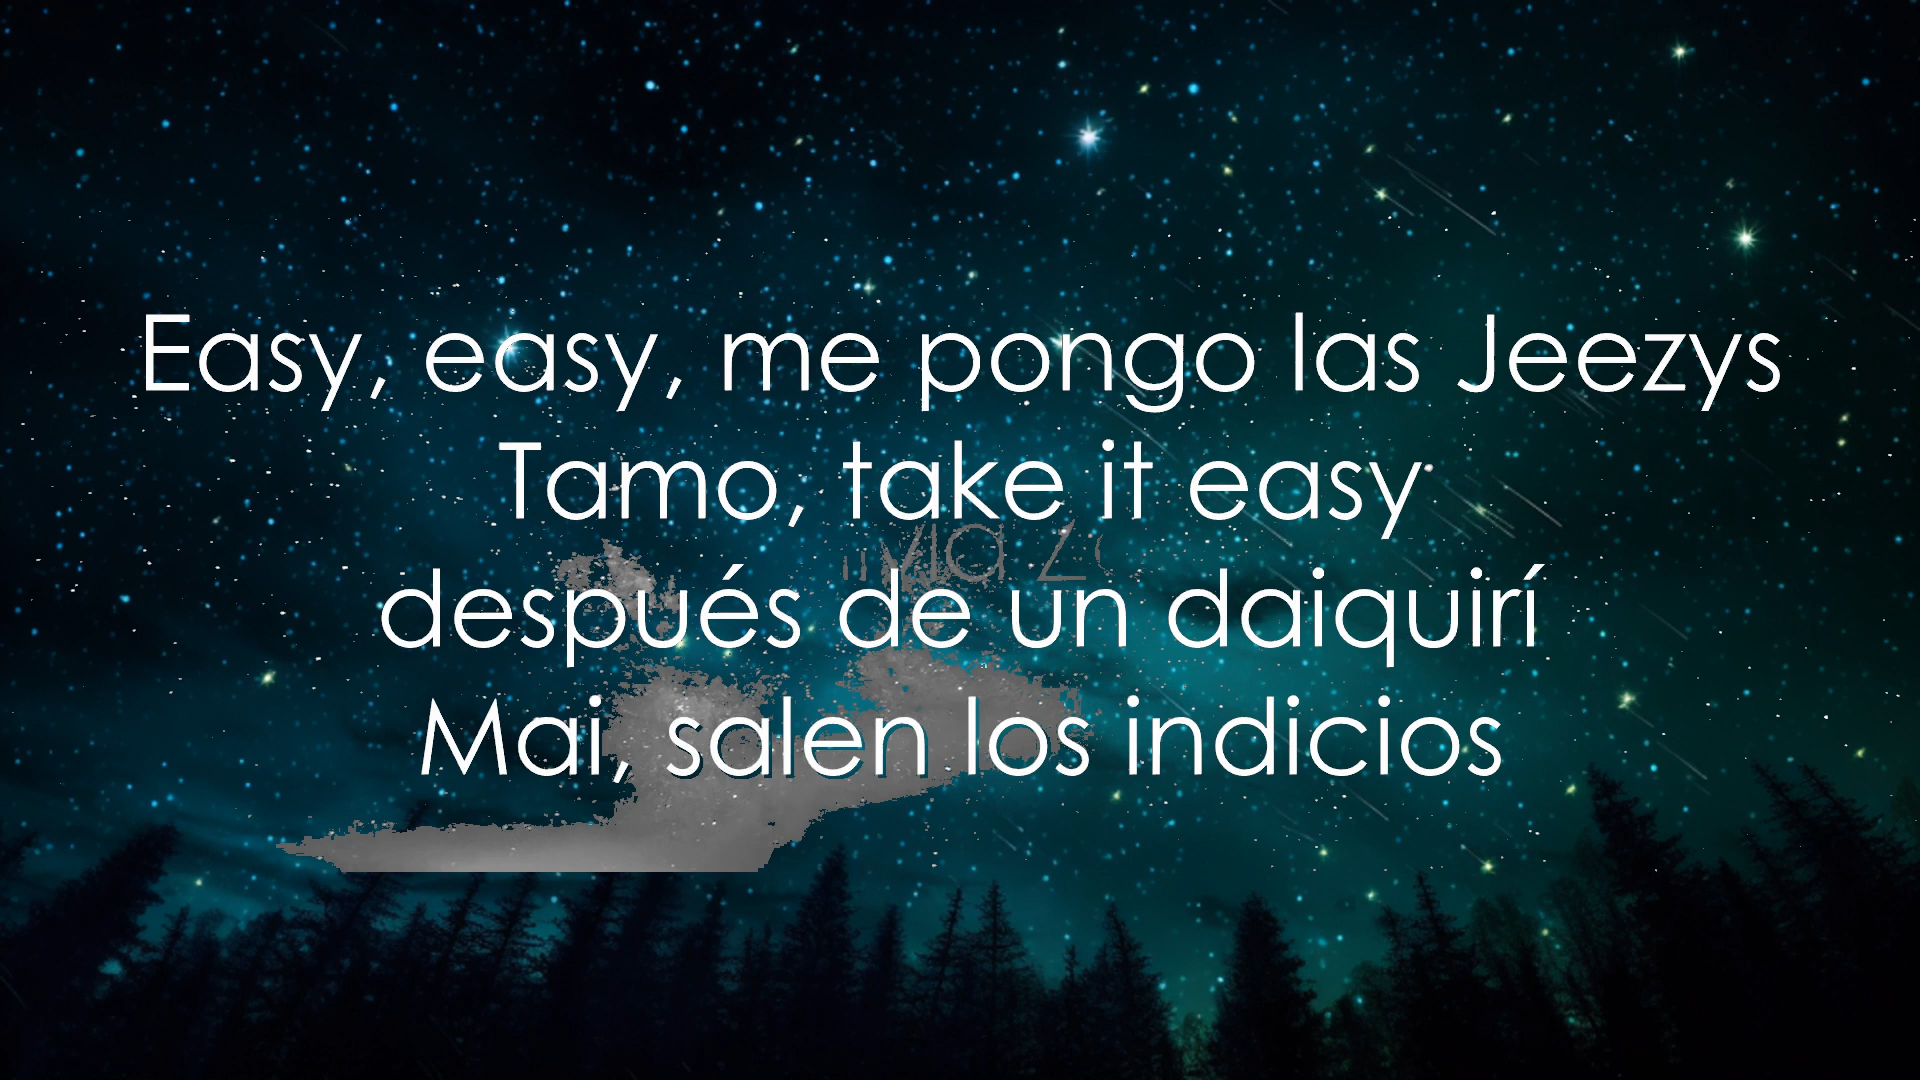 Easy, easy, me pongo las Jeezys
Tamo, take it easy
después de un daiquirí
Mai, salen los indicios